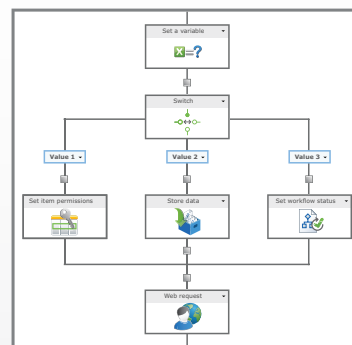 Set a variable
X=?
Switch
Value 1
Value 2
Value 3
Set item permissions
Store data
Set workflow status
Web request